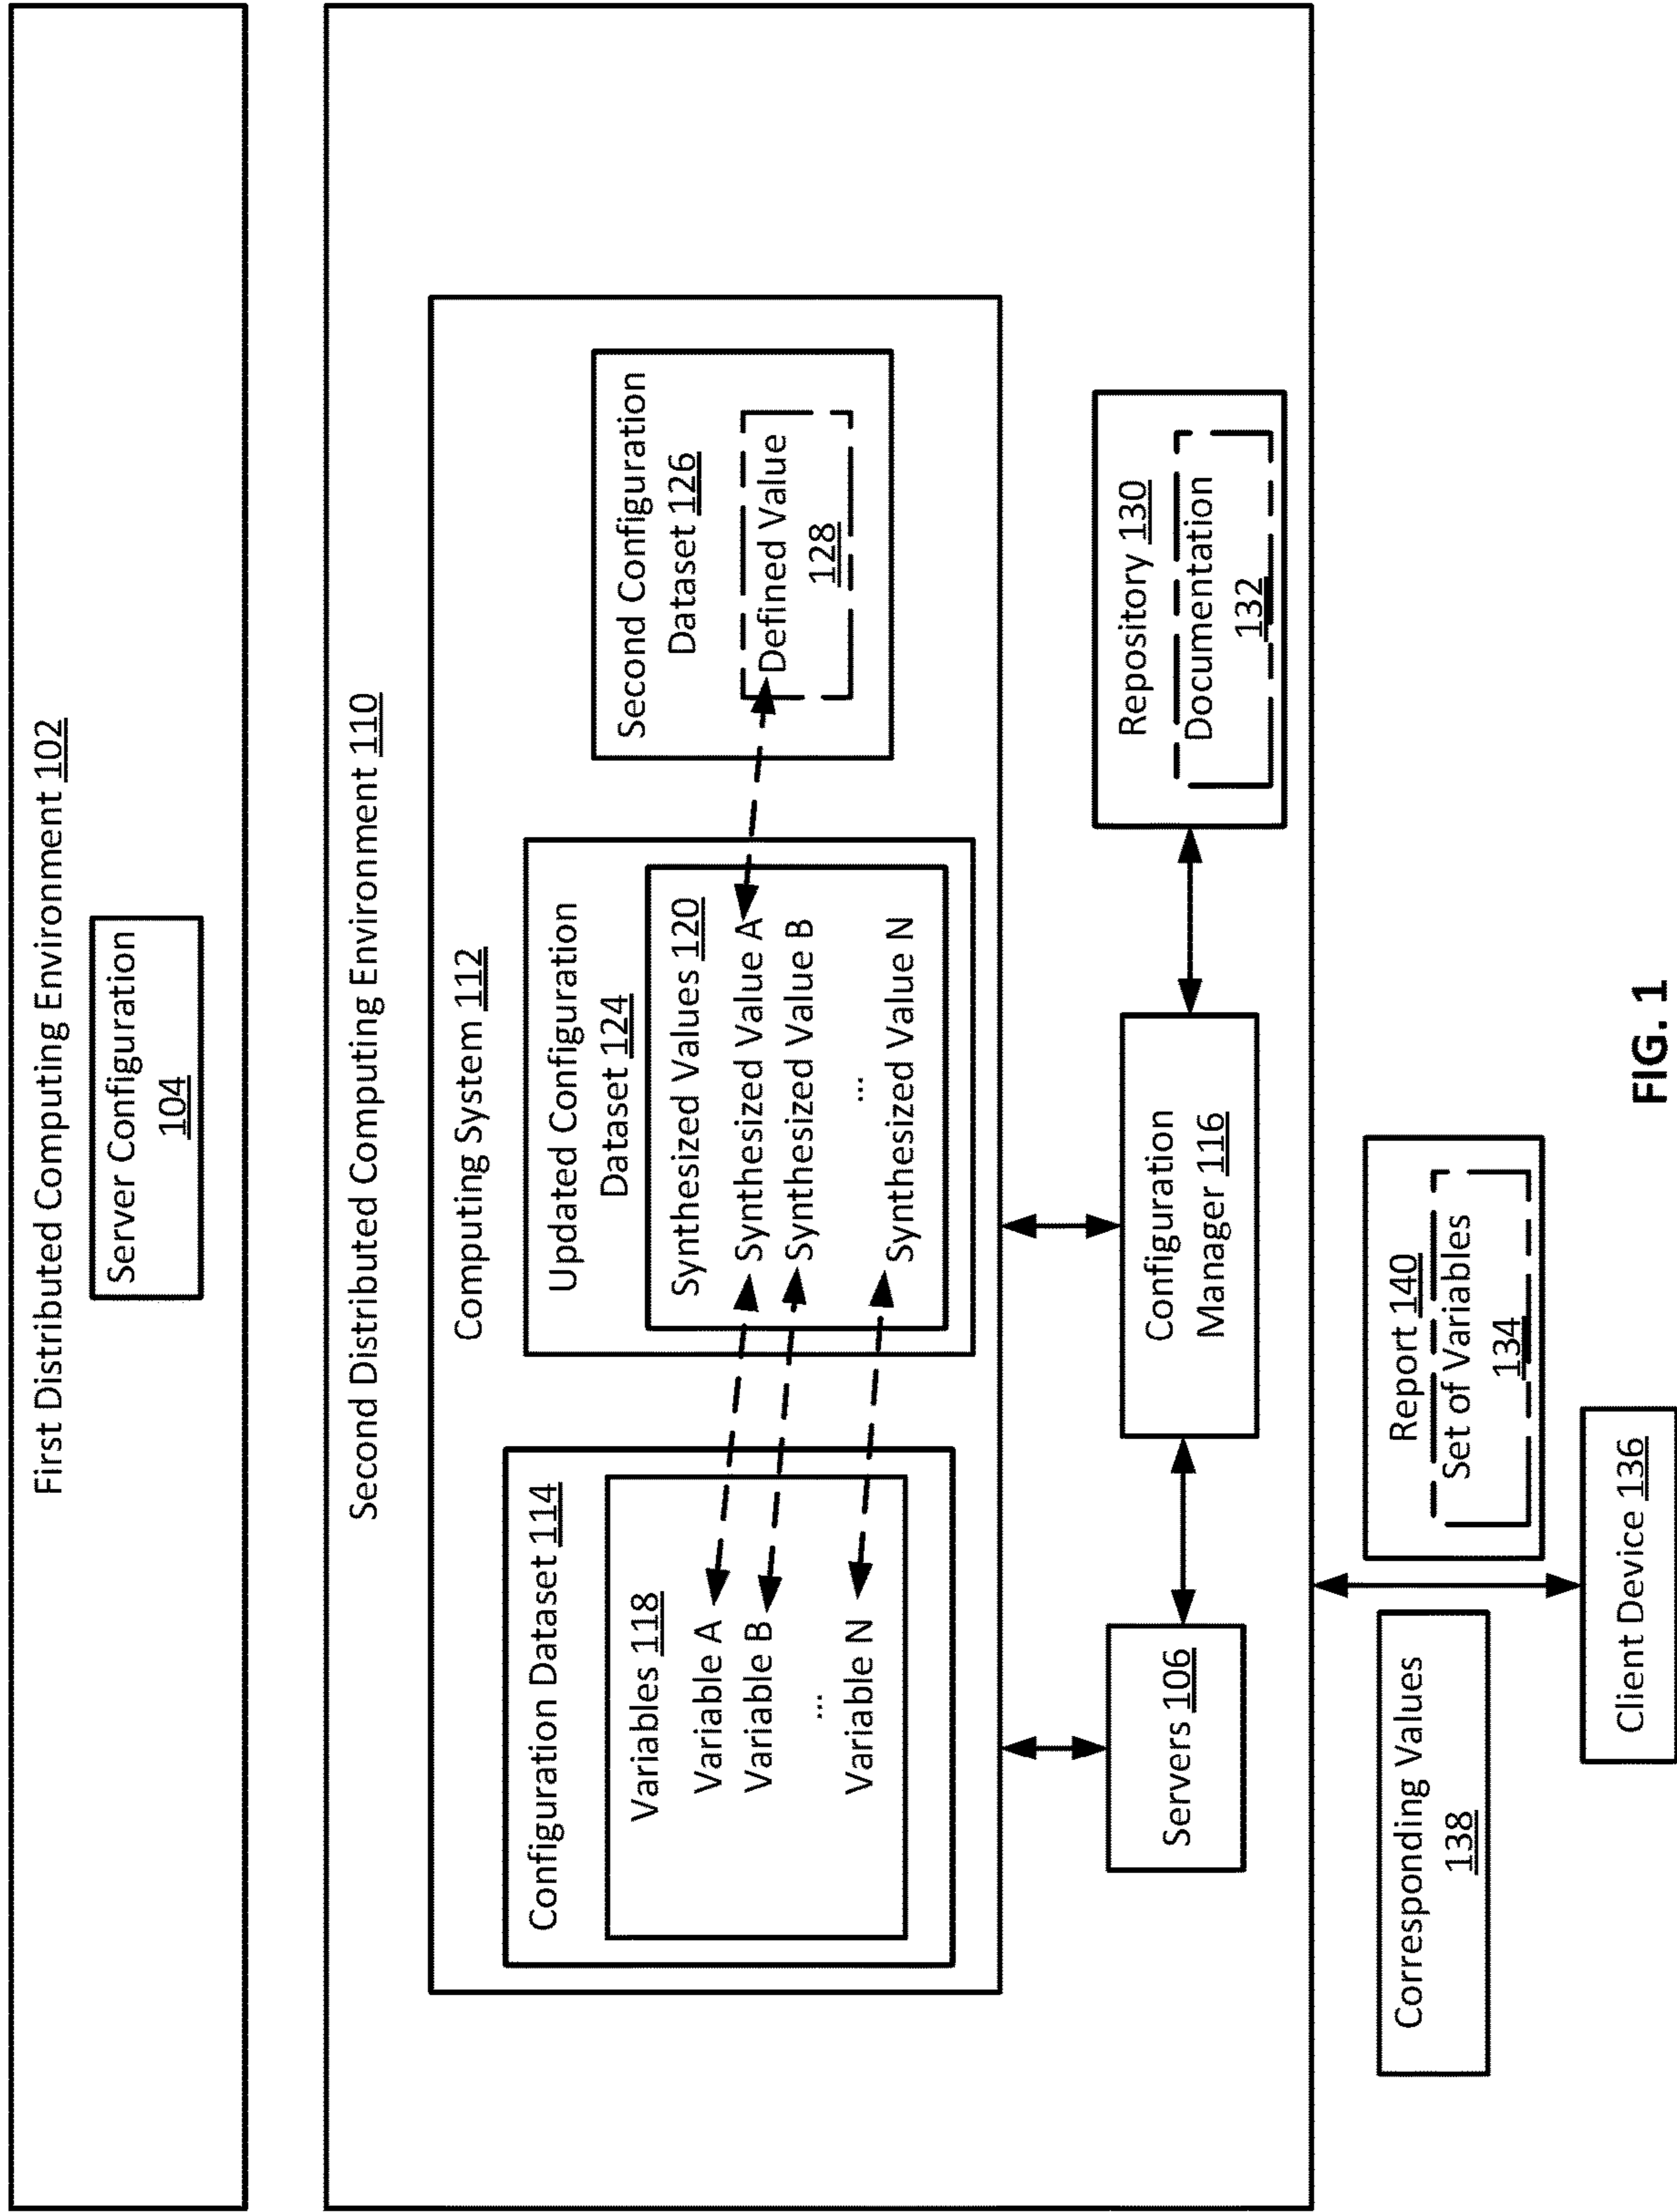 First Distributed Computing Environment 102
Server Configuration
104
Second Distributed Computing Environment 110
Computing System 112
Configuration Dataset 114
Variables 118
Variable A
Variable B
...
Variable N
Updated Configuration
Dataset 124
Synthesized Values 120
Synthesized Value A
Synthesized Value B
...
Synthesized Value N
Second Configuration
Dataset 126
Defined Value
128
Servers 106
Configuration
Manager 116
Repository 130
Documentation
132
Corresponding Values
138
Report 140
Set of Variables
134
Client Device 136
FIG. 1